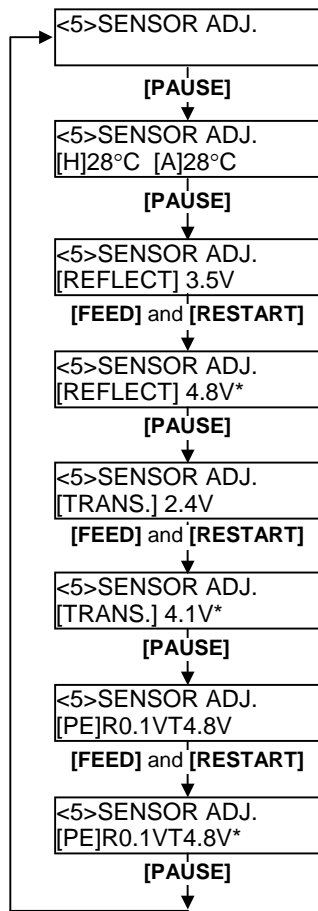 <5>SENSOR ADJ.
[PAUSE]
<5>SENSOR ADJ.
[H]28°C [A]28°C
[PAUSE]
<5>SENSOR ADJ.
[REFLECT] 3.5V
[FEED] and [RESTART]
<5>SENSOR ADJ.
[REFLECT] 4.8V*
[PAUSE]
<5>SENSOR ADJ.
[TRANS.] 2.4V
[FEED] and [RESTART]
<5>SENSOR ADJ.
[TRANS.] 4.1V*
[PAUSE]
<5>SENSOR ADJ.
[PE]R0.1VT4.8V
[FEED] and [RESTART]
<5>SENSOR ADJ.
[PE]R0.1VT4.8V*
[PAUSE]